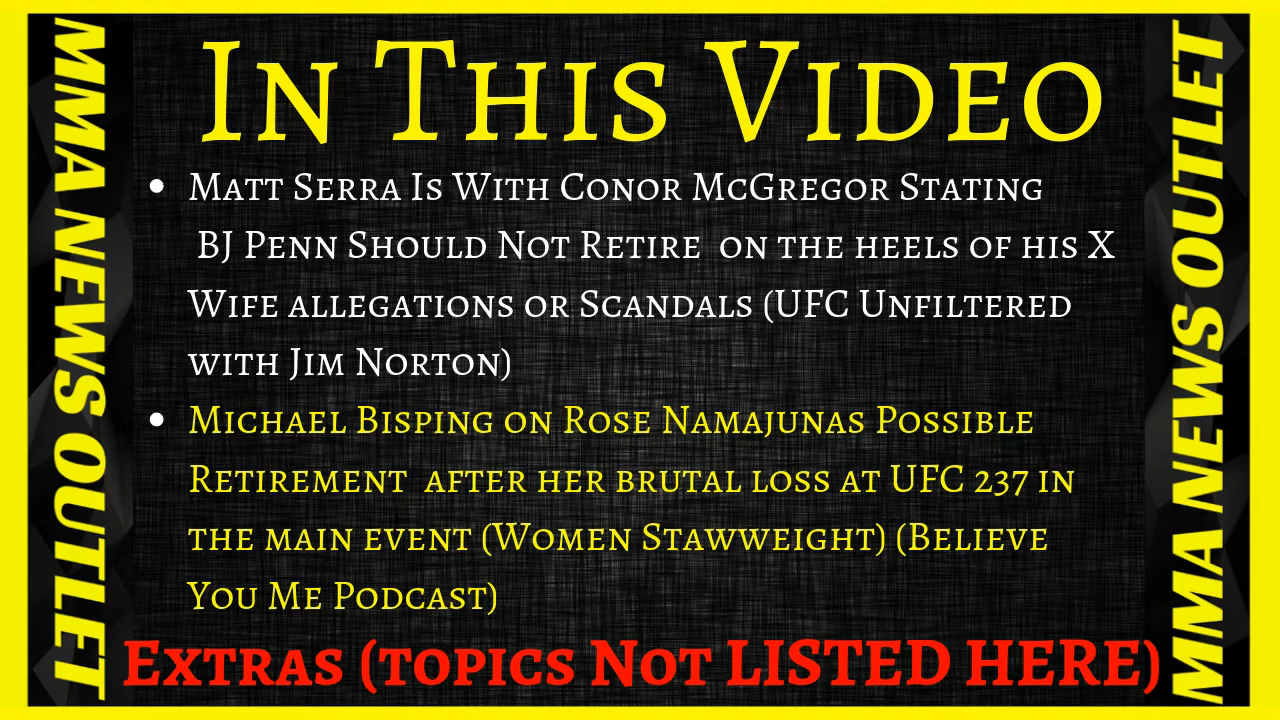 In This Video
• Matt Serra Is With Conor McGregor Stating
BJ Penn Should Not Retire on the heels of his X
Wife allegations or Scandals (UFC Unfiltered
with Jim Norton)
• Michael Bisping on Rose Namajunas Possible
Retirement after her brutal loss at UFC 237 in
the main event (Women Stawweight) (Believe
You Me Podcast)
Extras (topics Not LISTED HERE)
MMA NEWS OUTLET
MMA NEWS OUTLET